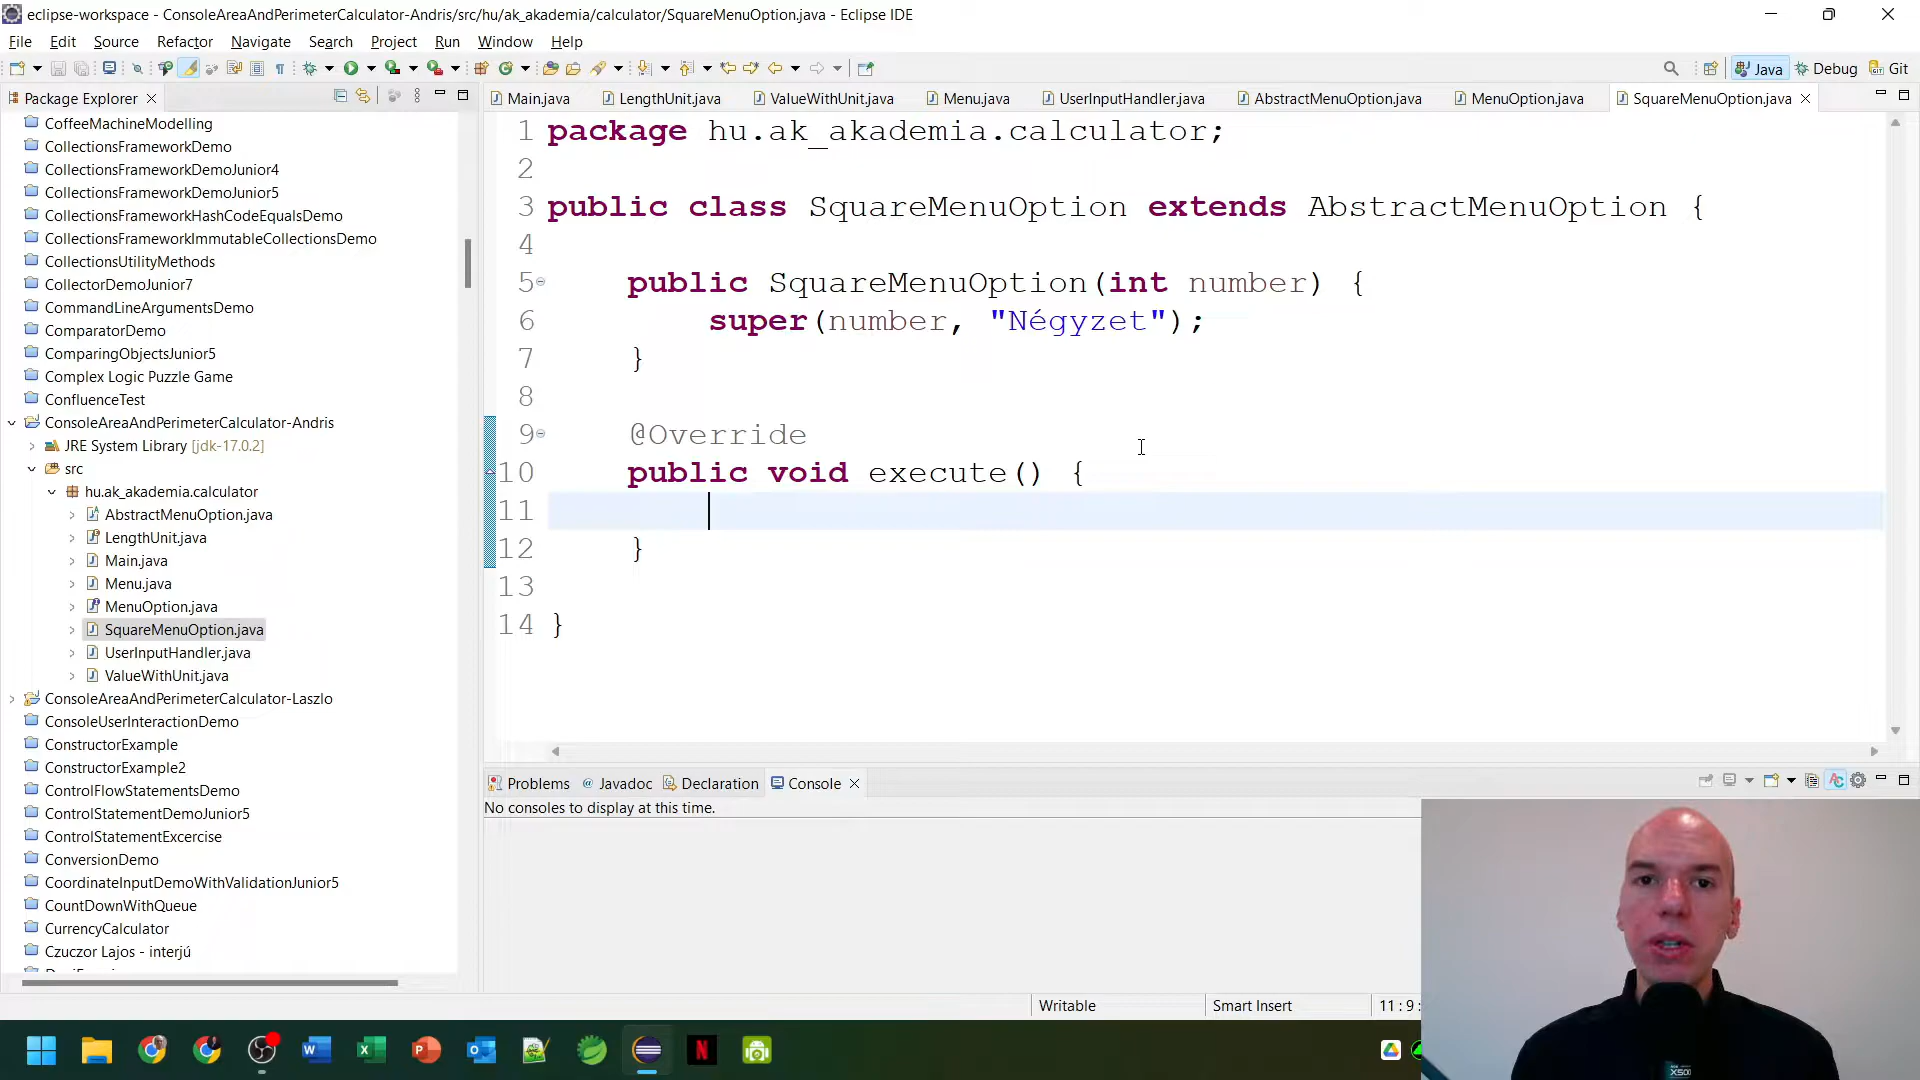 eclipse-workspace - ConsoleAreaAndPerimeterCalculator-Andris/src/hu/ak_akademia/calculator/SquareMenuOption.java - Eclipse IDE
File Edit Source Refactor Navigate Search Project Run Window Help
Java Debug Git
Package Explorer
CoffeeMachineModelling
CollectionsFrameworkDemo
CollectionsFrameworkDemoJunior4
CollectionsFrameworkDemoJunior5
CollectionsFrameworkHashCodeEqualsDemo
CollectionsFrameworkImmutableCollectionsDemo
CollectionsUtilityMethods
CollectorDemoJunior7
CommandLineArgumentsDemo
ComparatorDemo
ComparingObjectsJunior5
Complex Logic Puzzle Game
ConfluenceTest
ConsoleAreaAndPerimeterCalculator-Andris
JRE System Library [jdk-17.0.2]
src
hu.ak_akademia.calculator
AbstractMenuOption.java
LengthUnit.java
Main.java
Menu.java
MenuOption.java
SquareMenuOption.java
UserInputHandler.java
ValueWithUnit.java
ConsoleAreaAndPerimeterCalculator-Laszlo
ConsoleUserInteractionDemo
ConstructorExample
ConstructorExample2
ControlFlowStatementsDemo
ControlStatementDemoJunior5
ControlStatementExcercise
ConversionDemo
CoordinateInputDemoWithValidationJunior5
CountDownWithQueue
CurrencyCalculator
Czuczor Lajos - interjú
Main.java LengthUnit.java ValueWithUnit.java Menu.java UserInputHandler.java AbstractMenuOption.java MenuOption.java SquareMenuOption.java
1 package hu.ak_akademia.calculator;
2
3 public class SquareMenuOption extends AbstractMenuOption {
4
5 public SquareMenuOption(int number) {
6 super(number, "Négyzet");
7 }
8
9 @Override
10 public void execute() {
11
12 }
13
14 }
Problems Javadoc Declaration Console
No consoles to display at this time.
Writable Smart Insert 11 : 9 :